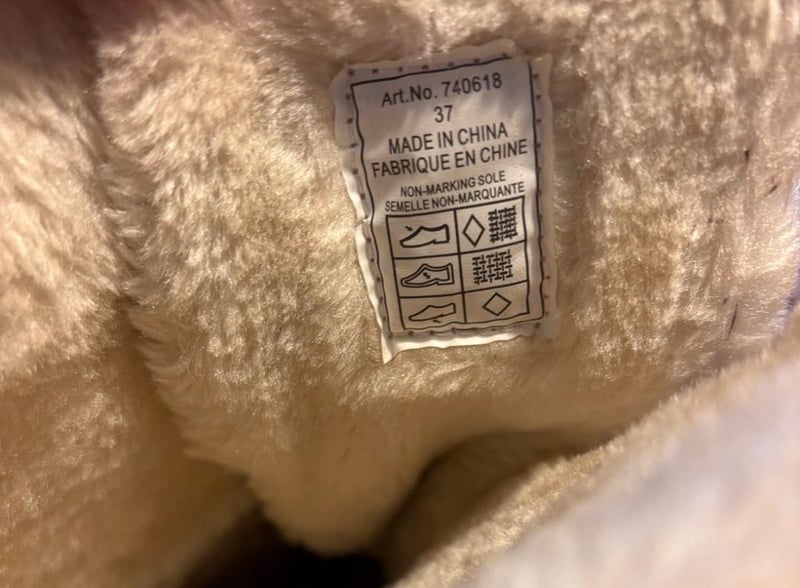 Art.No. 740618
37
MADE IN CHINA
FABRIQUE EN CHINE
NON-MARKING SOLE
SEMELLE NON-MARQUANTE